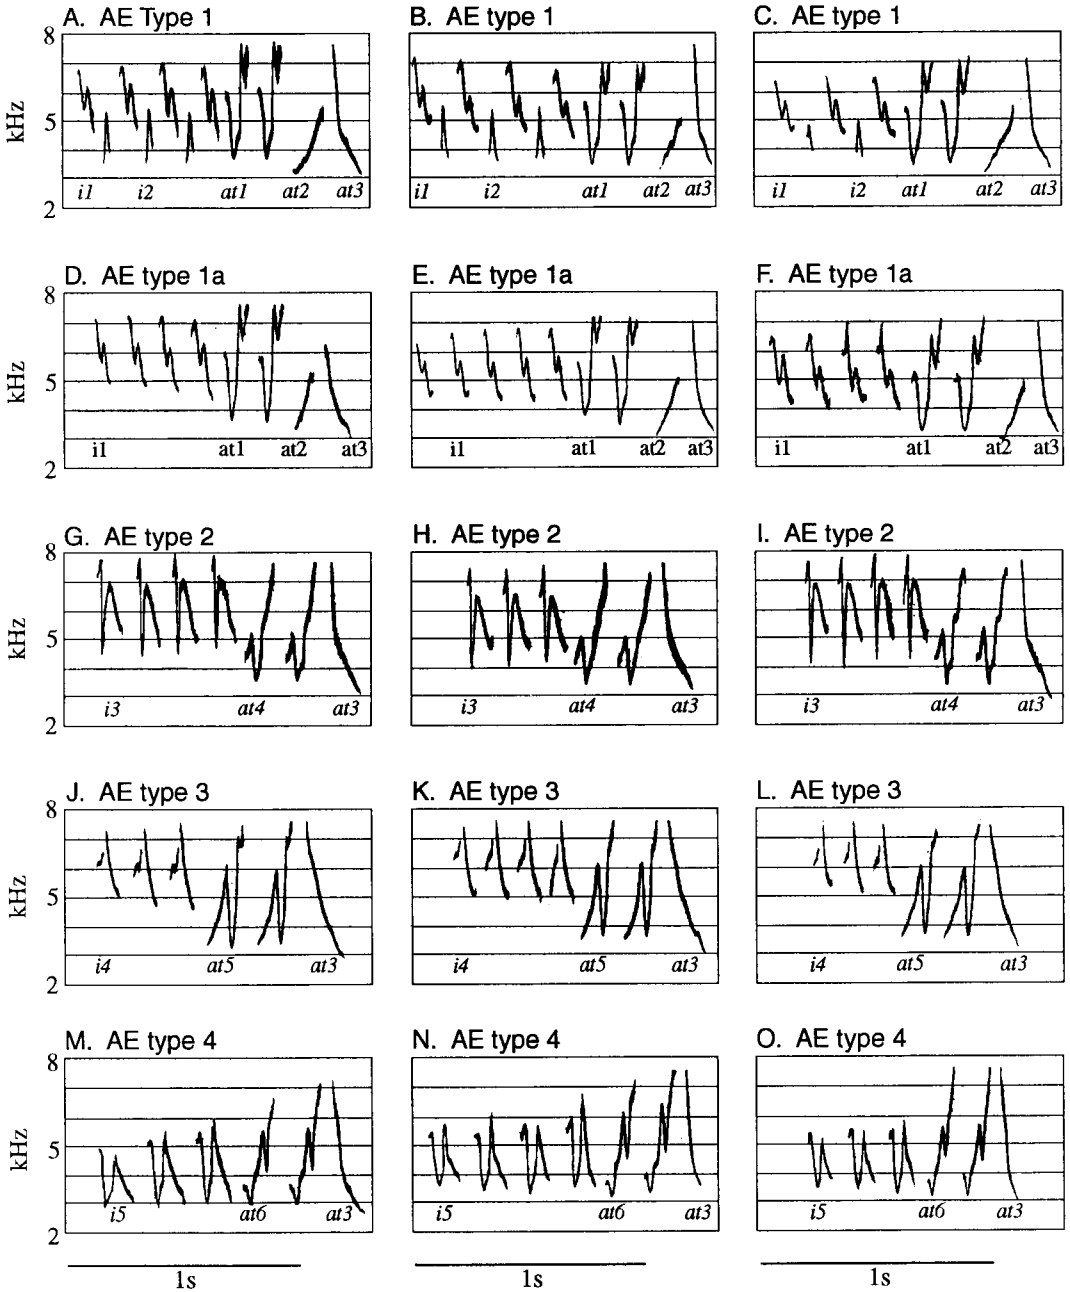 A. AE Type 1
B. AE type 1
C. AE type 1
8
kHz
5
2
i1 i2 at1 at2 at3
i1 i2 at1 at2 at3
i1 i2 at1 at2 at3
D. AE type 1a
E. AE type 1a
F. AE type 1a
8
kHz
5
2
i1 at1 at2 at3
i1 at1 at2 at3
i1 at1 at2 at3
G. AE type 2
H. AE type 2
I. AE type 2
8
kHz
5
2
i3 at4 at3
i3 at4 at3
i3 at4 at3
J. AE type 3
K. AE type 3
L. AE type 3
8
kHz
5
2
i4 at5 at3
i4 at5 at3
i4 at5 at3
M. AE type 4
N. AE type 4
O. AE type 4
8
kHz
5
2
i5 at6 at3
i5 at6 at3
i5 at6 at3
1s
1s
1s